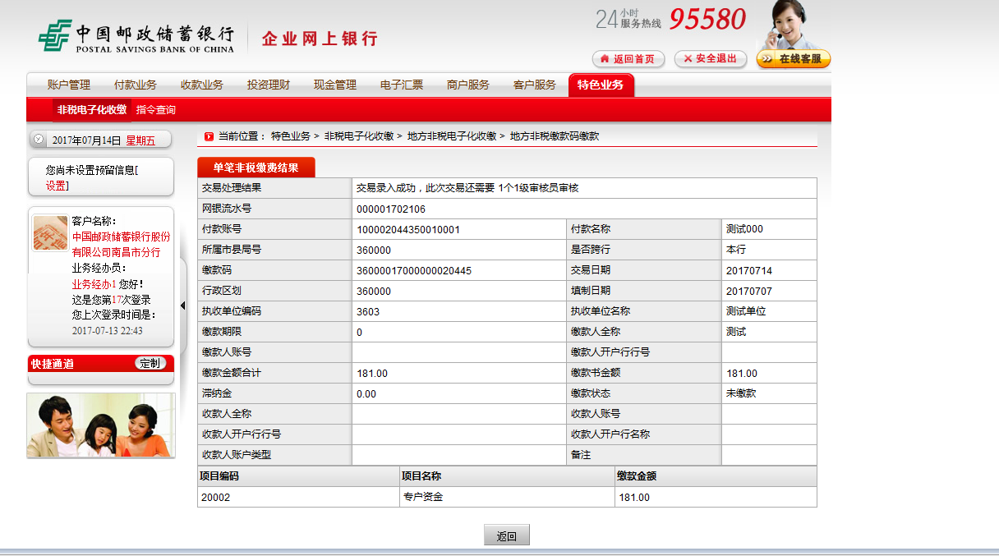 中国邮政储蓄银行
POSTAL SAVINGS BANK OF CHINA
企业网上银行
24小时服务热线 95580
返回首页 安全退出 在线客服
账户管理 付款业务 收款业务 投资理财 现金管理 电子汇票 商户服务 客户服务 特色业务
非税电子化收缴 指令查询
2017年07月14日 星期五
您尚未设置预留信息[
设置]
客户名称：
中国邮政储蓄银行股份
有限公司南昌市分行
业务经办员：
业务经办1 您好！
这是您第17次登录
您上次登录时间是：
2017-07-13 22:43
快捷通道 定制
当前位置： 特色业务 > 非税电子化收缴 > 地方非税电子化收缴 > 地方非税缴款码缴款
单笔非税缴费结果
交易处理结果 交易录入成功，此次交易还需要 1个1级审核员审核
网银流水号 000001702106
付款账号 100002044350010001 付款名称 测试000
所属市县局号 360000 是否跨行 本行
缴款码 36000017000000020445 交易日期 20170714
行政区划 360000 填制日期 20170707
执收单位编码 3603 执收单位名称 测试单位
缴款期限 0 缴款人全称 测试
缴款人账号 缴款人开户行行号
缴款金额合计 181.00 缴款书金额 181.00
滞纳金 0.00 缴款状态 未缴款
收款人全称 收款人账号
收款人开户行行号 收款人开户行名称
收款人账户类型 备注
项目编码 项目名称 缴款金额
20002 专户资金 181.00
返回